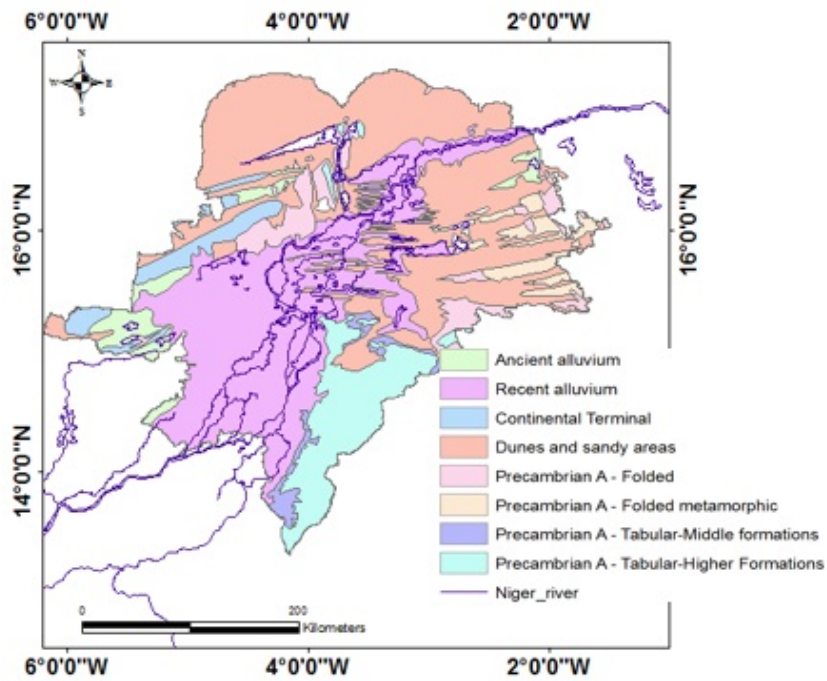 6°0'0"W 4°0'0"W 2°0'0"W
N
W E
S
16°0'0"N 16°0'0"N
14°0'0"N
Ancient alluvium
Recent alluvium
Continental Terminal
Dunes and sandy areas
Precambrian A - Folded
Precambrian A - Folded metamorphic
Precambrian A - Tabular-Middle formations
Precambrian A - Tabular-Higher Formations
Niger_river
0 200
Kilometers
6°0'0"W 4°0'0"W 2°0'0"W